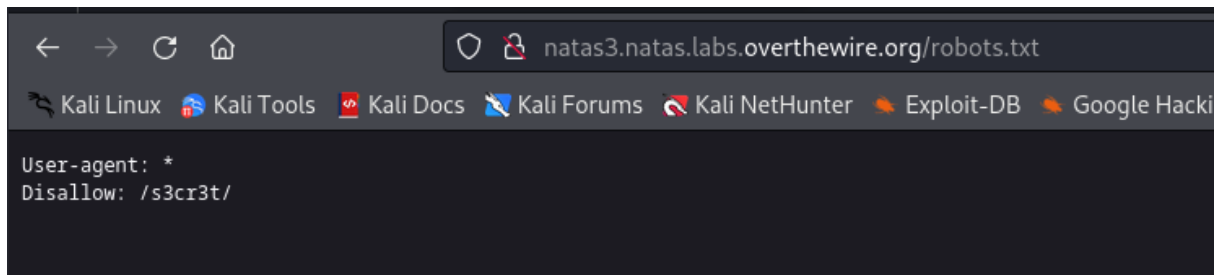 natas3.natas.labs.overthewire.org/robots.txt
Kali Linux Kali Tools Kali Docs Kali Forums Kali NetHunter Exploit-DB Google Hacki
User-agent: *
Disallow: /s3cr3t/